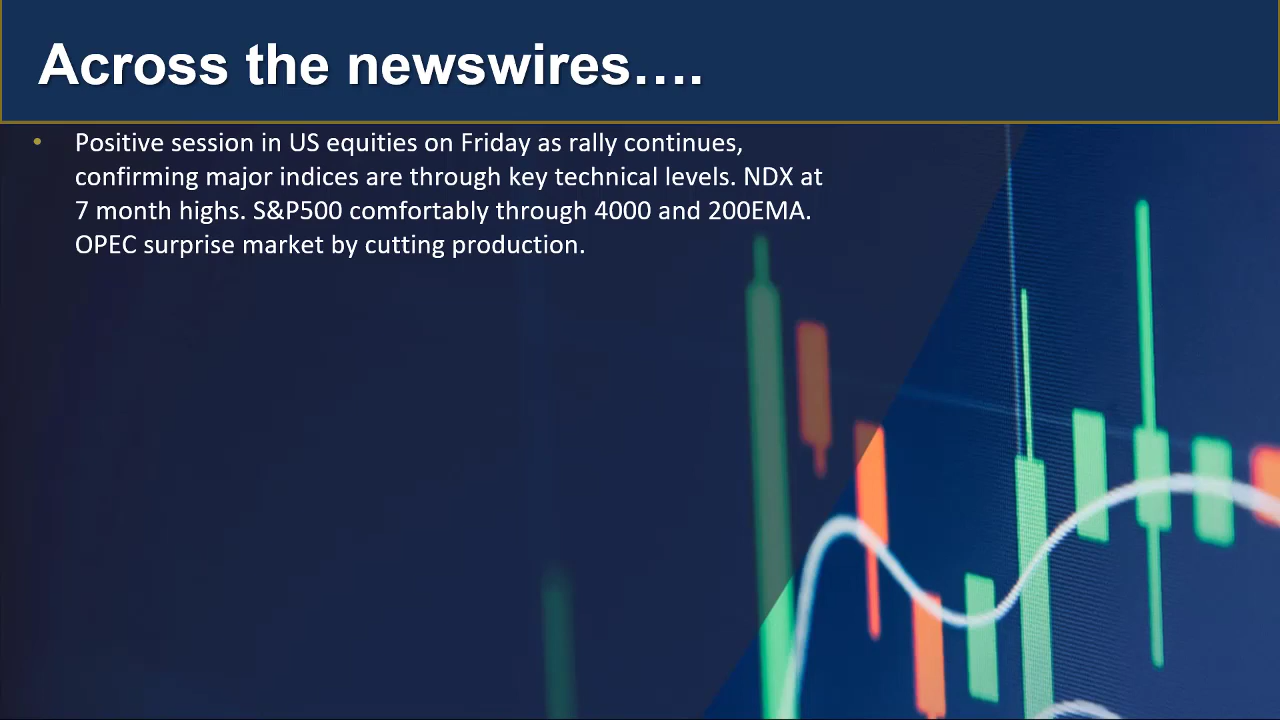 Across the newswires….
• Positive session in US equities on Friday as rally continues,
confirming major indices are through key technical levels. NDX at
7 month highs. S&P500 comfortably through 4000 and 200EMA.
OPEC surprise market by cutting production.